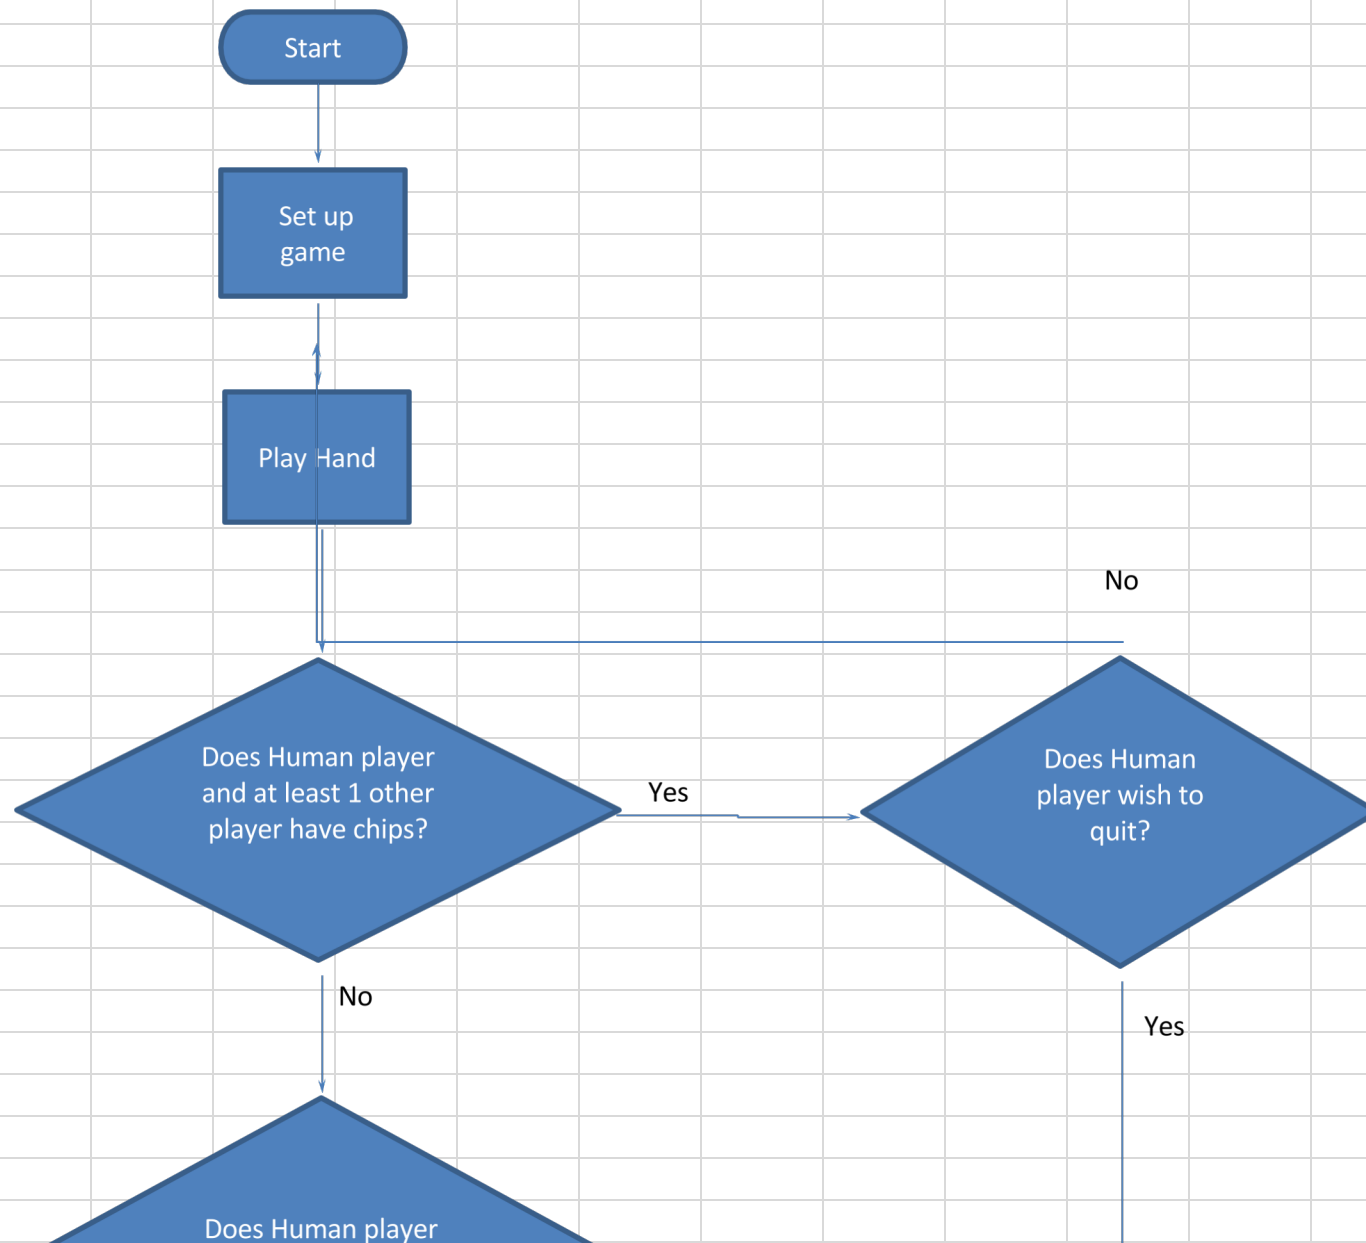 Start
Set up
game
Play Hand
No
Does Human player
and at least 1 other
player have chips?
Yes
Does Human
player wish to
quit?
No
Yes
Does Human player